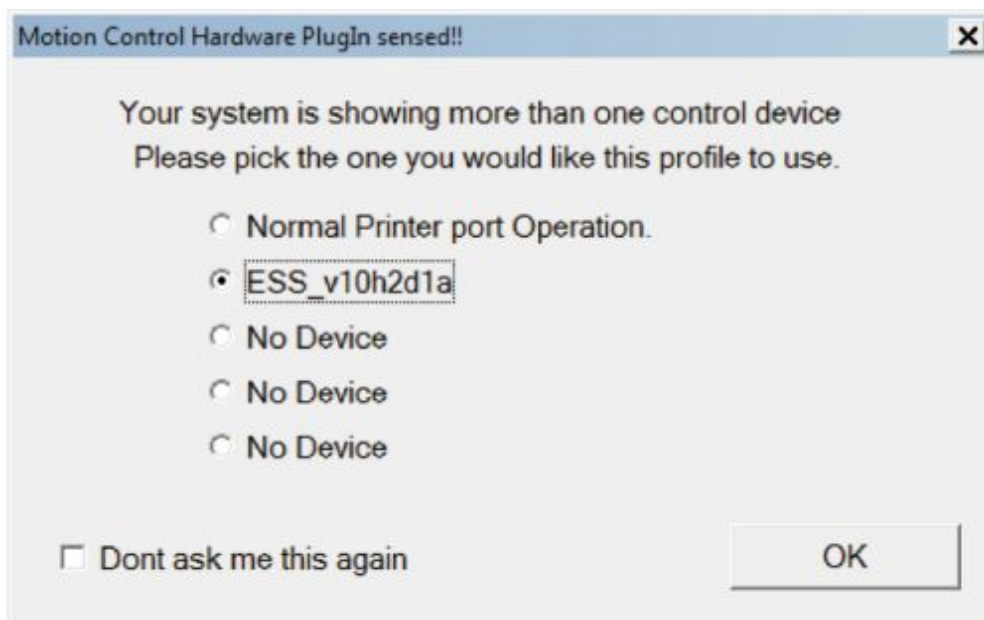 Motion Control Hardware PlugIn sensed!!
Your system is showing more than one control device
Please pick the one you would like this profile to use.
Normal Printer port Operation.
ESS_v10h2d1a
No Device
No Device
No Device
Dont ask me this again
OK